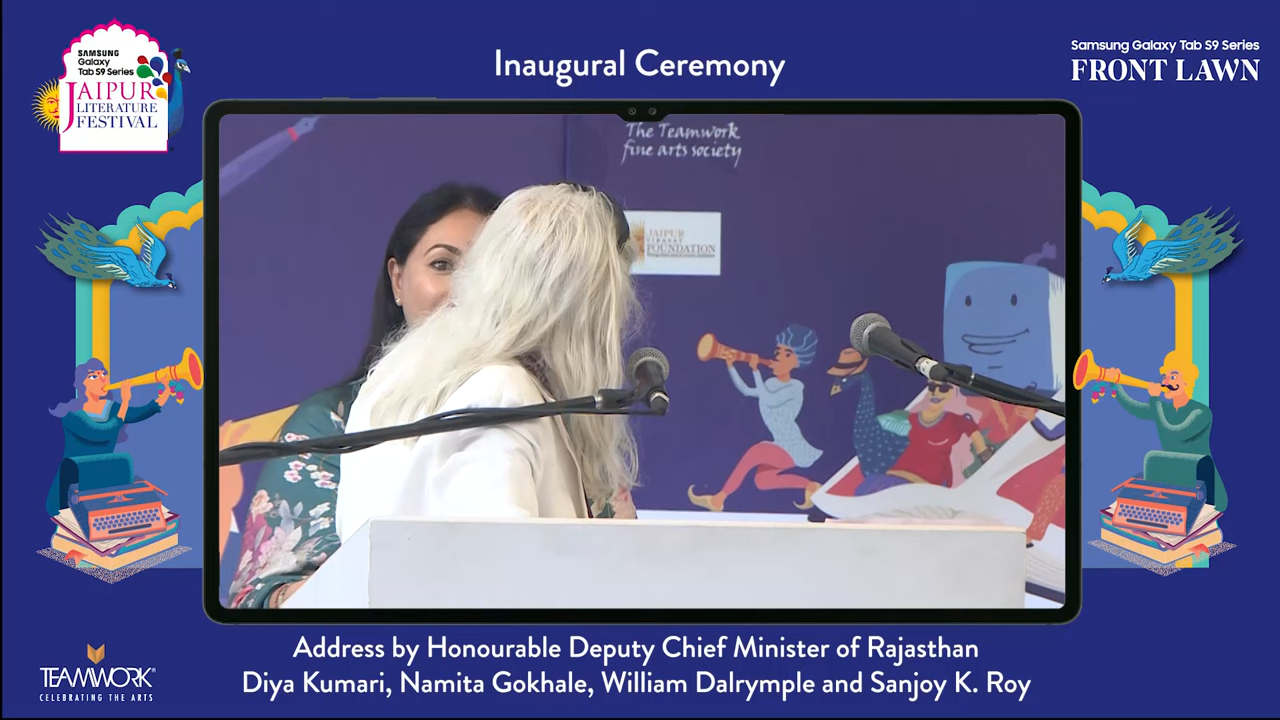 SAMSUNG
Galaxy
Tab S9 Series
JAIPUR
LITERATURE
FESTIVAL
Inaugural Ceremony
Samsung Galaxy Tab S9 Series
FRONT LAWN
The Teamwork
fine arts society
JAIPUR
VIRASAT
FOUNDATION
Address by Honourable Deputy Chief Minister of Rajasthan
Diya Kumari, Namita Gokhale, William Dalrymple and Sanjoy K. Roy
TEAMWORK®
CELEBRATING THE ARTS